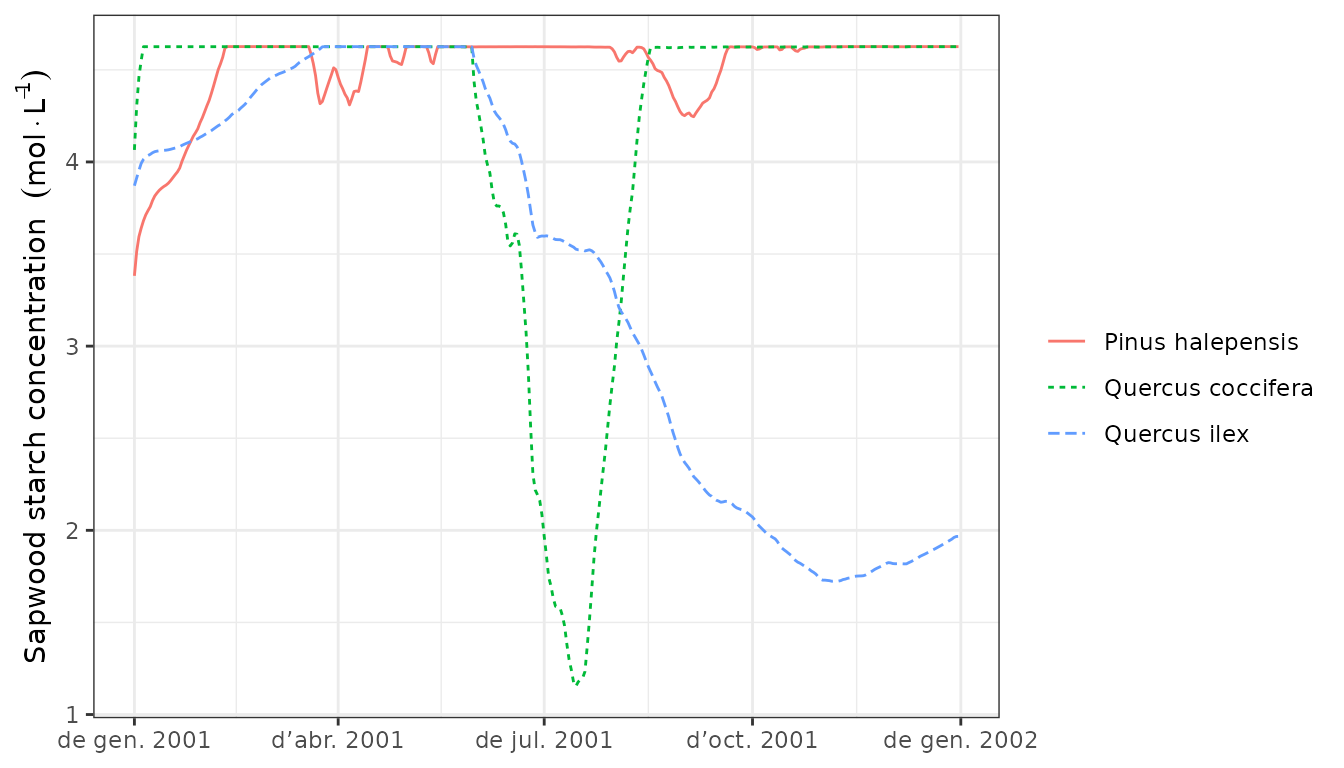 Sapwood starch concentration (mol·L⁻¹)
4
3
2
1
de gen. 2001
d’abr. 2001
de jul. 2001
d’oct. 2001
de gen. 2002
Pinus halepensis
Quercus coccifera
Quercus ilex